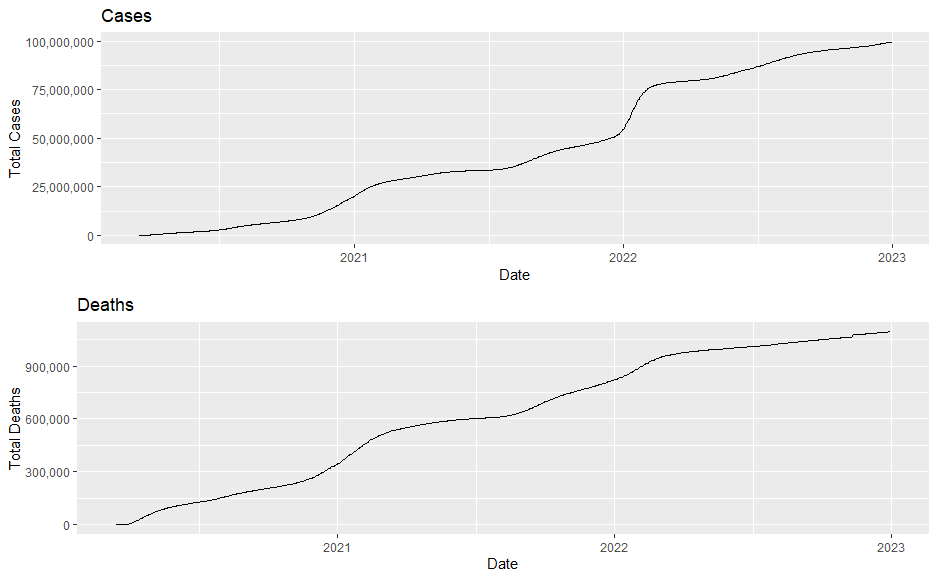 Cases
100,000,000
75,000,000
50,000,000
25,000,000
0
Total Cases
2021 2022 2023
Date
Deaths
900,000
600,000
300,000
0
Total Deaths
2021 2022 2023
Date